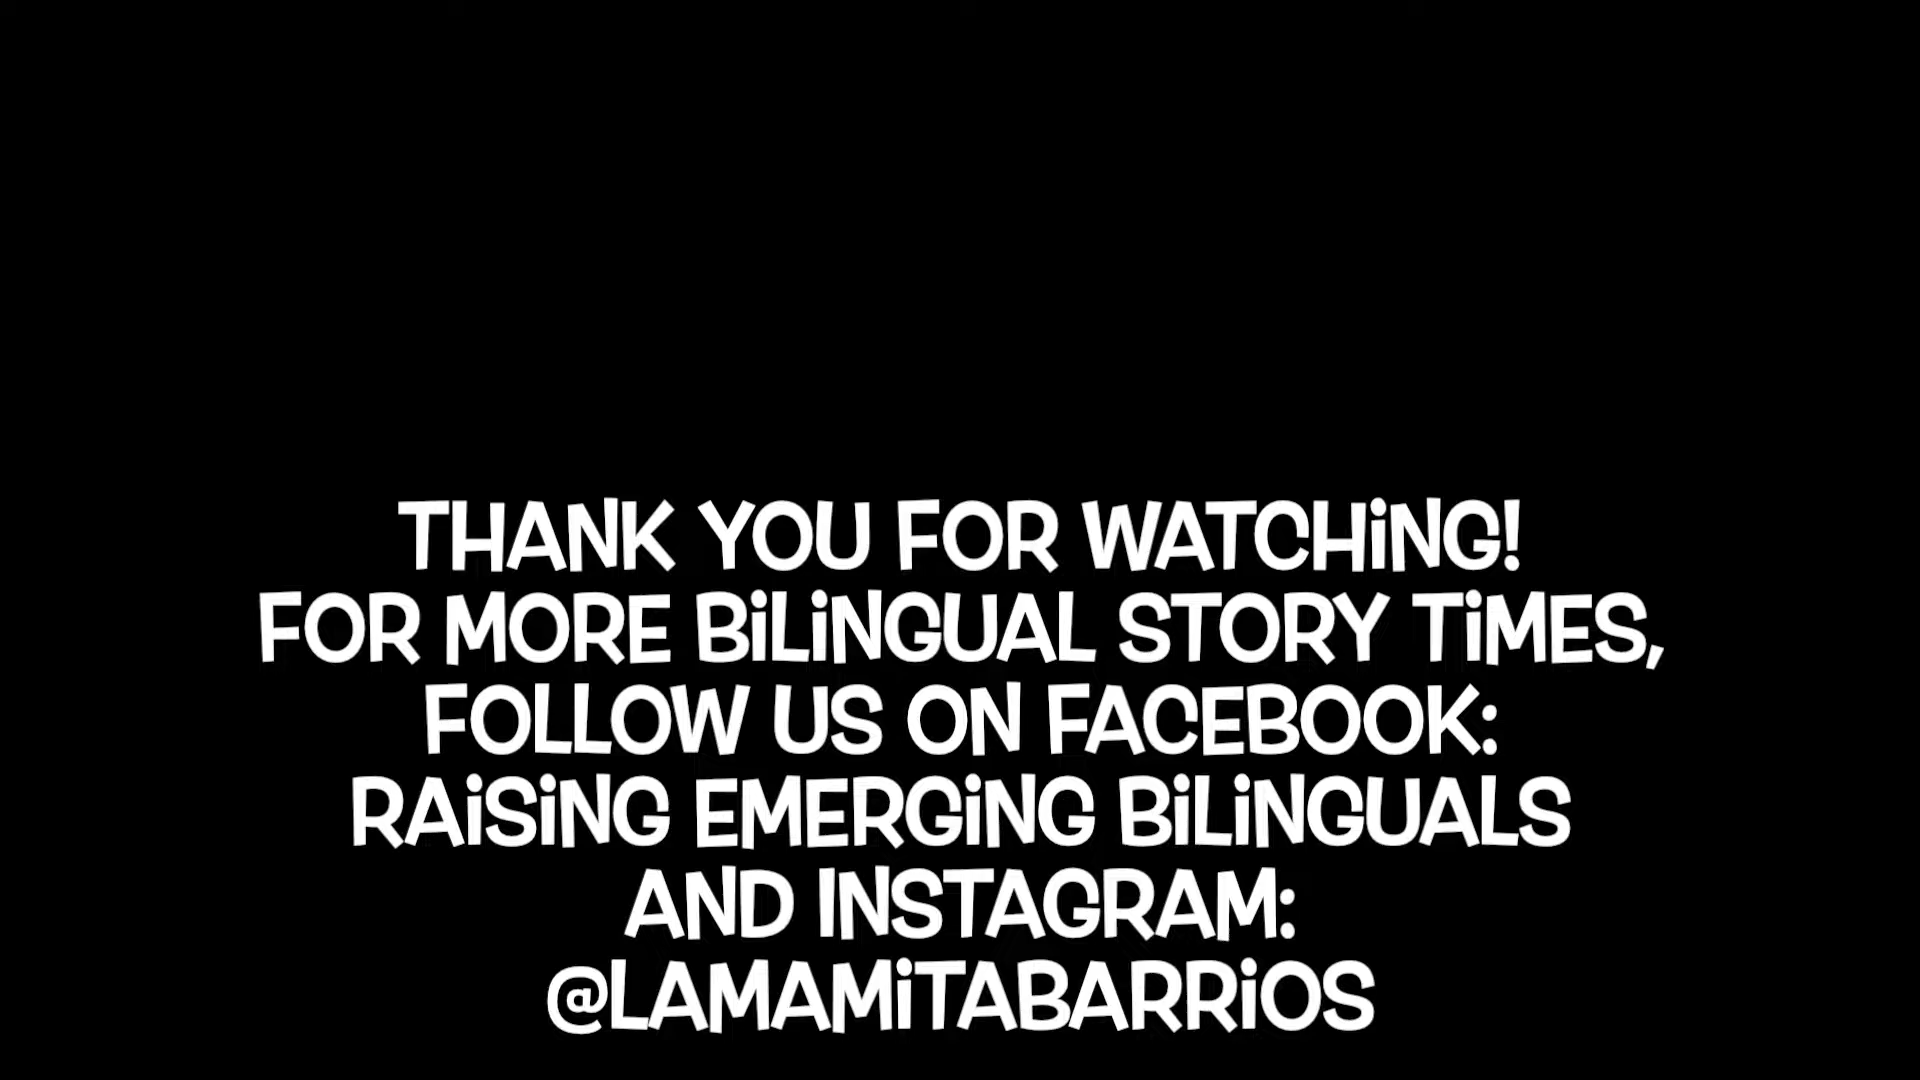 THANK YOU FOR WATCHiNG!
FOR MORE BiLiNGUAL STORY TiMES,
FOLLOW US ON FACEBOOK:
RAiSiNG EMERGiNG BiLiNGUALS
AND INSTAGRAM:
@LAMAMiTABARRiOS